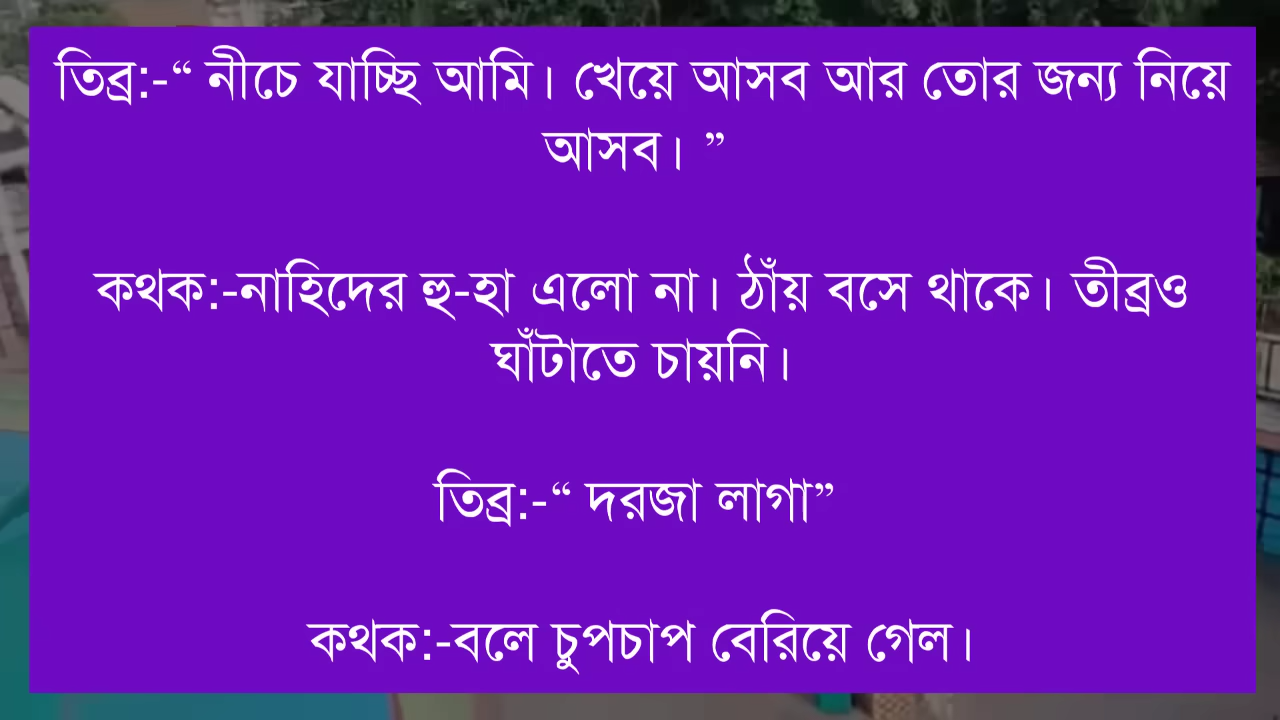 তিব্র:-“ নীচে যাচ্ছি আমি। খেয়ে আসব আর তোর জন্য নিয়ে
আসব। ”
কথক:-নাহিদের হু-হা এলো না। ঠাঁয় বসে থাকে। তীব্রও
ঘাঁটাতে চায়নি।
তিব্র:-“ দরজা লাগা”
কথক:-বলে চুপচাপ বেরিয়ে গেল।